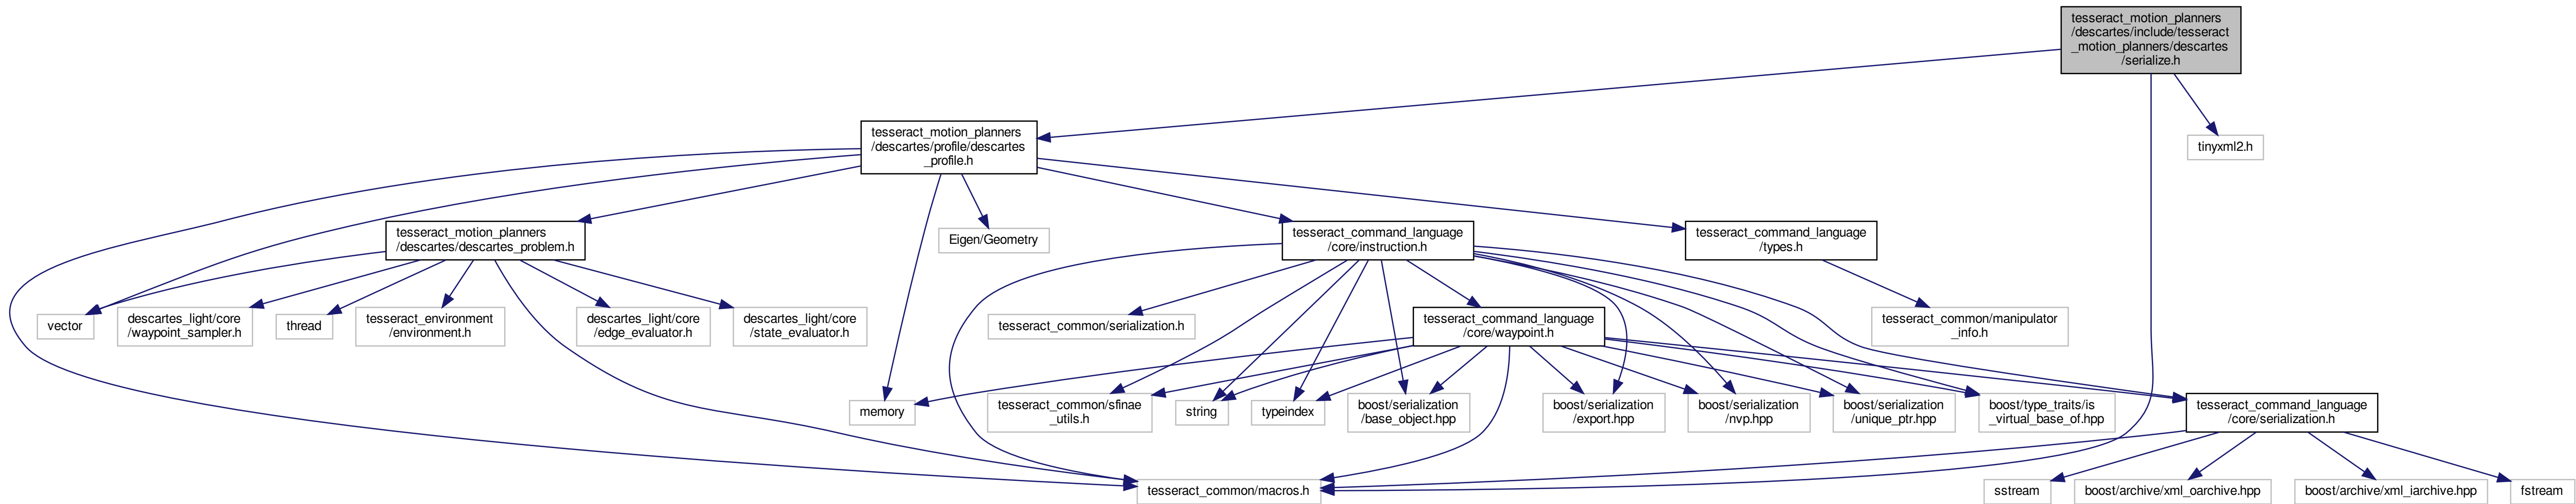 tesseract_motion_planners
/descartes/include/tesseract
_motion_planners/descartes
/serialize.h
tesseract_motion_planners
/descartes/profile/descartes
_profile.h
tinyxml2.h
tesseract_motion_planners
/descartes/descartes_problem.h
Eigen/Geometry
tesseract_command_language
/core/instruction.h
tesseract_command_language
/types.h
vector
descartes_light/core
/waypoint_sampler.h
thread
tesseract_environment
/environment.h
descartes_light/core
/edge_evaluator.h
descartes_light/core
/state_evaluator.h
tesseract_common/serialization.h
tesseract_command_language
/core/waypoint.h
tesseract_common/manipulator
_info.h
memory
tesseract_common/sfinae
_utils.h
string
typeindex
boost/serialization
/base_object.hpp
boost/serialization
/export.hpp
boost/serialization
/nvp.hpp
boost/serialization
/unique_ptr.hpp
boost/type_traits/is
_virtual_base_of.hpp
tesseract_command_language
/core/serialization.h
tesseract_common/macros.h
sstream
boost/archive/xml_oarchive.hpp
boost/archive/xml_iarchive.hpp
fstream